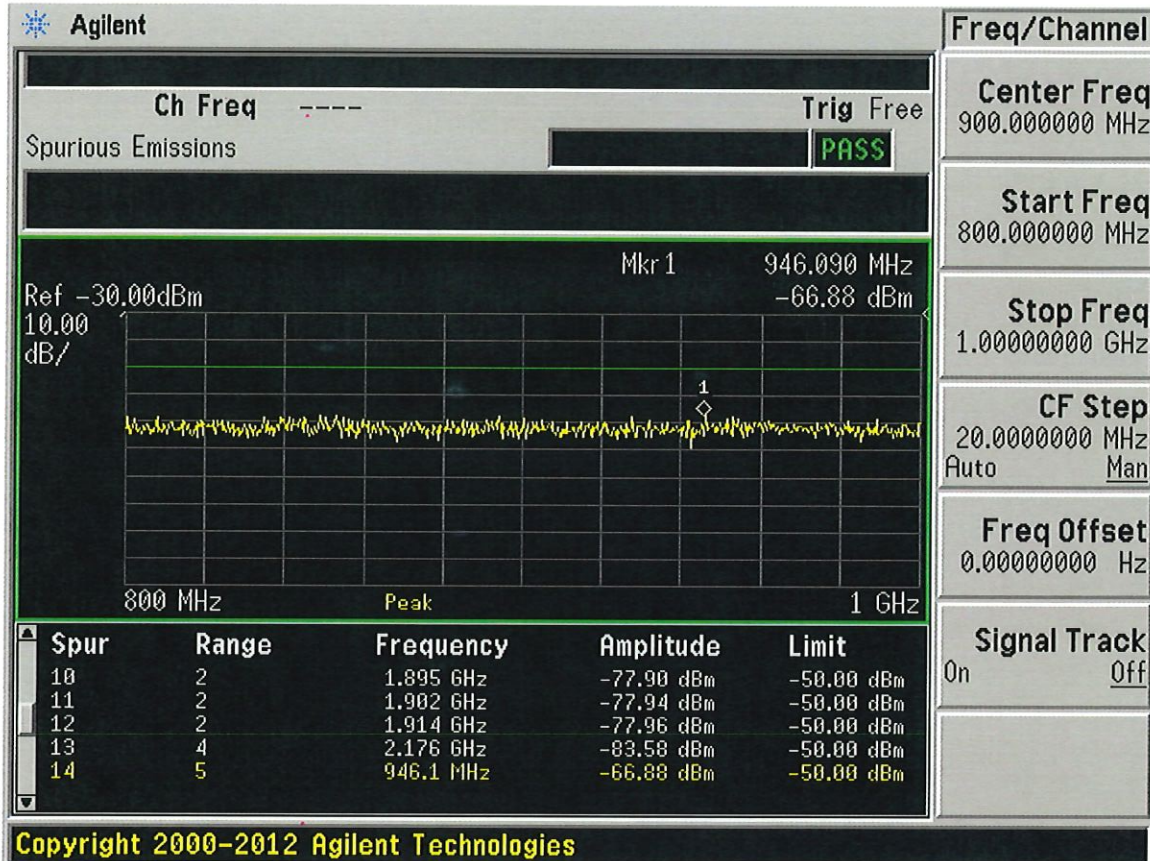 Agilent
Freq/Channel
Ch Freq ----
Trig Free
Spurious Emissions
PASS
Mkr1 946.090 MHz
Ref -30.00dBm
-66.88 dBm
10.00
dB/
1
800 MHz
Peak
1 GHz
Spur Range Frequency Amplitude Limit
10 2 1.895 GHz -77.90 dBm -50.00 dBm
11 2 1.902 GHz -77.94 dBm -50.00 dBm
12 2 1.914 GHz -77.96 dBm -50.00 dBm
13 4 2.176 GHz -83.58 dBm -50.00 dBm
14 5 946.1 MHz -66.88 dBm -50.00 dBm
Center Freq
900.000000 MHz
Start Freq
800.000000 MHz
Stop Freq
1.00000000 GHz
CF Step
20.0000000 MHz
Auto Man
Freq Offset
0.00000000 Hz
Signal Track
On Off
Copyright 2000-2012 Agilent Technologies